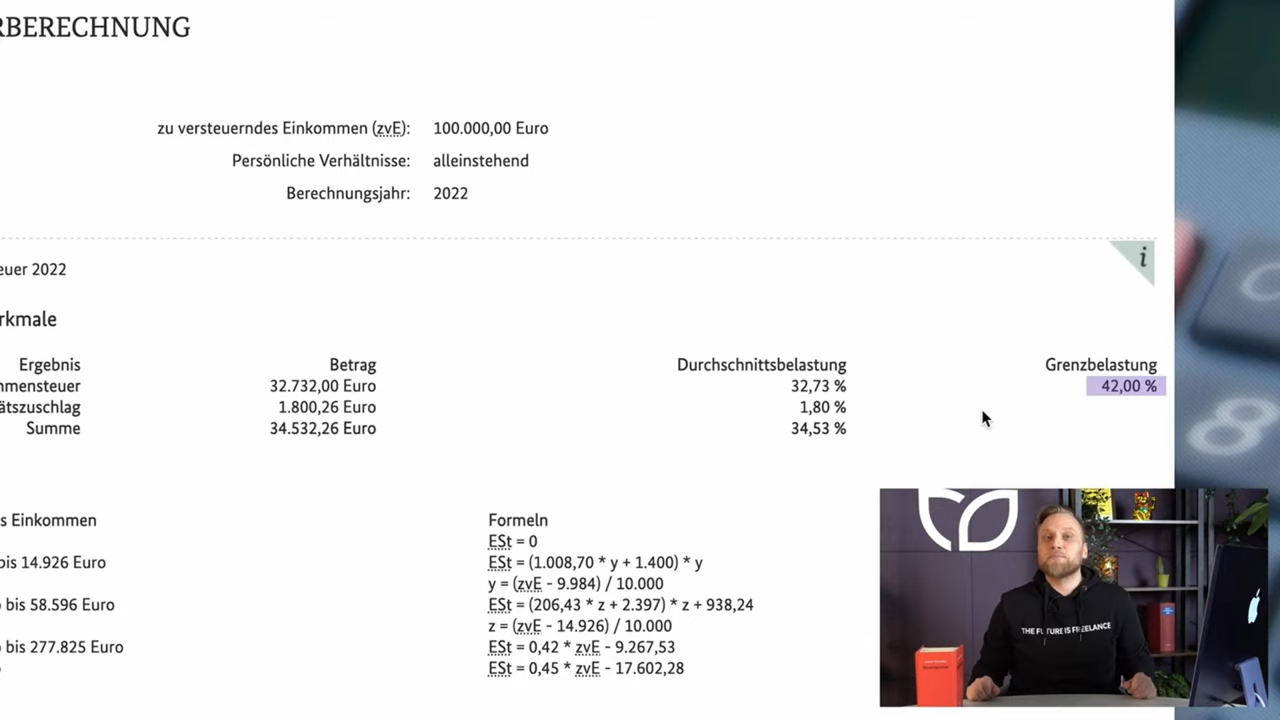 RBERECHNUNG
zu versteuerndes Einkommen (zvE): 100.000,00 Euro
Persönliche Verhältnisse: alleinstehend
Berechnungsjahr: 2022
euer 2022
i
rkmale
Ergebnis Betrag Durchschnittsbelastung Grenzbelastung
mmensteuer 32.732,00 Euro 32,73 % 42,00 %
ätszuschlag 1.800,26 Euro 1,80 %
Summe 34.532,26 Euro 34,53 %
s Einkommen Formeln
ESt = 0
bis 14.926 Euro ESt = (1.008,70 * y + 1.400) * y
y = (zvE - 9.984) / 10.000
o bis 58.596 Euro ESt = (206,43 * z + 2.397) * z + 938,24
z = (zvE - 14.926) / 10.000
o bis 277.825 Euro ESt = 0,42 * zvE - 9.267,53
ESt = 0,45 * zvE - 17.602,28
8
THE FUTURE IS FREELANCE